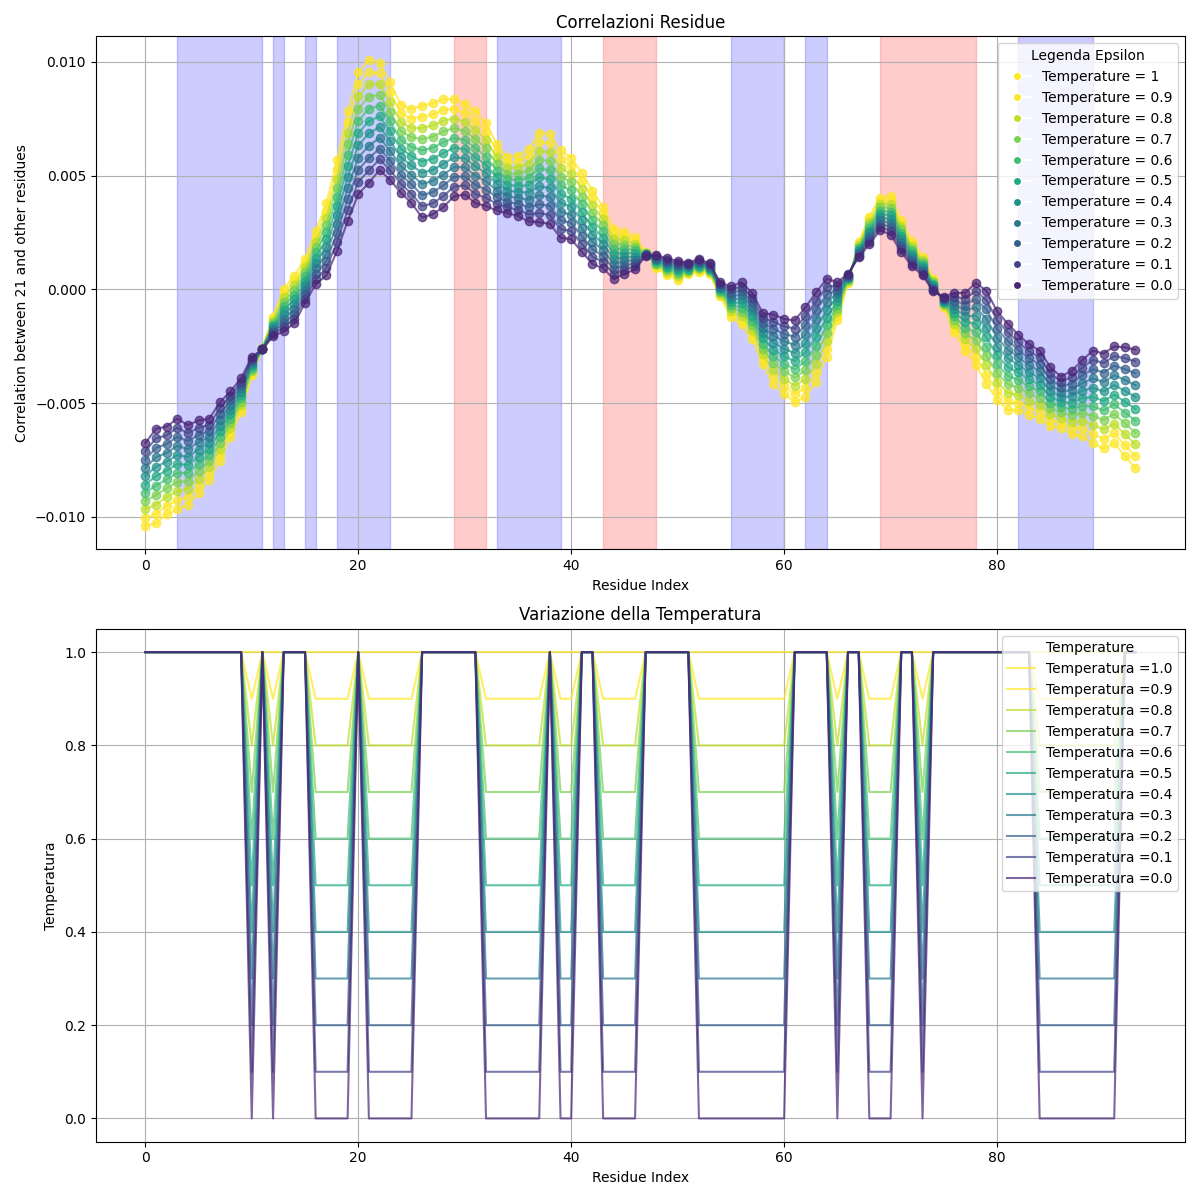 Correlazioni Residue
Correlation between 21 and other residues
0.010
0.005
0.000
−0.005
−0.010
Legenda Epsilon
Temperature = 1
Temperature = 0.9
Temperature = 0.8
Temperature = 0.7
Temperature = 0.6
Temperature = 0.5
Temperature = 0.4
Temperature = 0.3
Temperature = 0.2
Temperature = 0.1
Temperature = 0.0
0 20 40 60 80
Residue Index
Variazione della Temperatura
Temperatura
1.0
0.8
0.6
0.4
0.2
0.0
Temperature
Temperatura =1.0
Temperatura =0.9
Temperatura =0.8
Temperatura =0.7
Temperatura =0.6
Temperatura =0.5
Temperatura =0.4
Temperatura =0.3
Temperatura =0.2
Temperatura =0.1
Temperatura =0.0
0 20 40 60 80
Residue Index